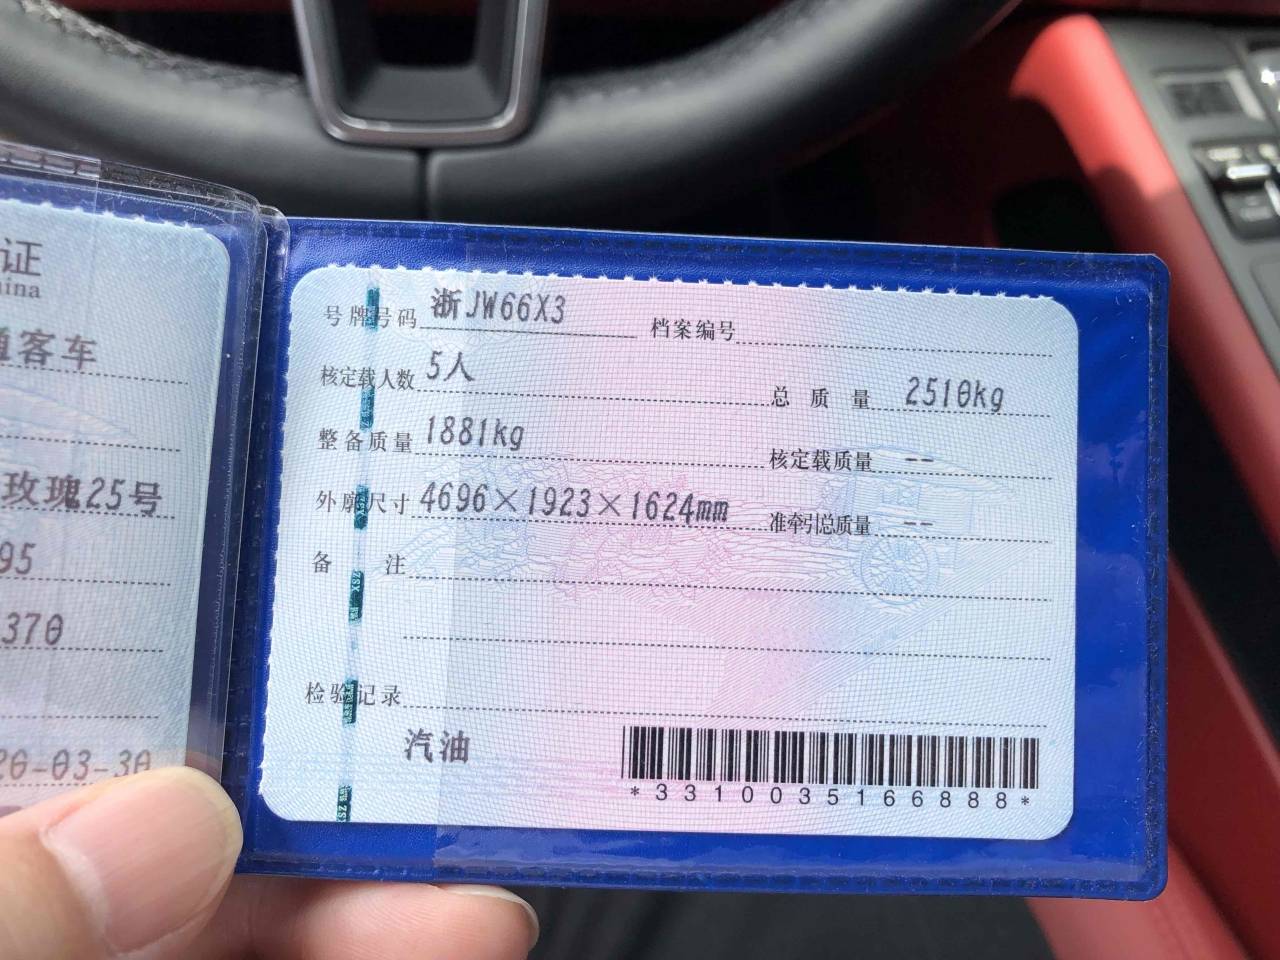 证
ina
通客车
玫瑰25号
95
370
20-03-30
号牌号码 浙JW66X3 档案编号
核定载人数 5人 总质量 2510kg
整备质量 1881kg 核定载质量 --
外廓尺寸 4696×1923×1624mm 准牵引总质量 --
备注
检验记录
汽油
*3310035166888*